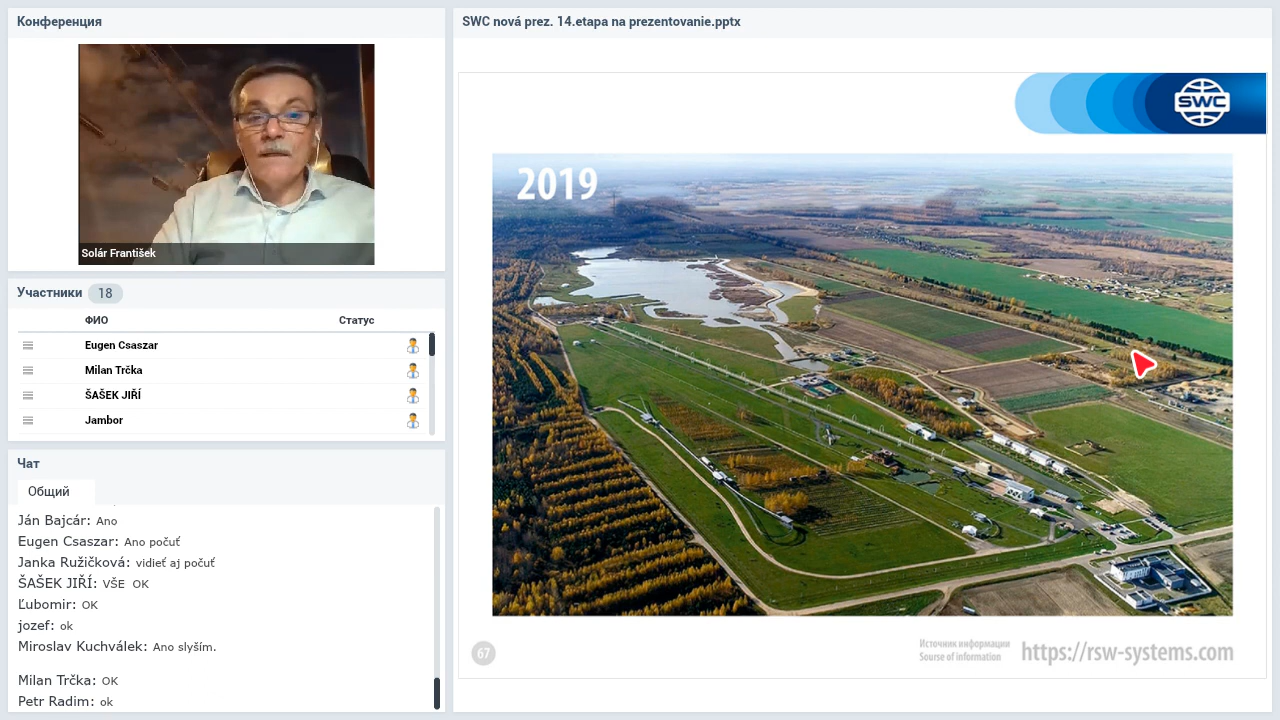 Конференция
Solár František
Участники 18
ФИО Статус
Eugen Csaszar
Milan Trčka
ŠAŠEK JIŘÍ
Jambor
Чат
Общий
Ján Bajcár: Ano
Eugen Csaszar: Ano počuť
Janka Ružičková: vidieť aj počuť
ŠAŠEK JIŘÍ: VŠE OK
Ľubomir: OK
jozef: ok
Miroslav Kuchválek: Ano slyším.
Milan Trčka: OK
Petr Radim: ok
SWC nová prez. 14.etapa na prezentovanie.pptx
SWC
2019
67
Источник информации
Sourse of information
https://rsw-systems.com